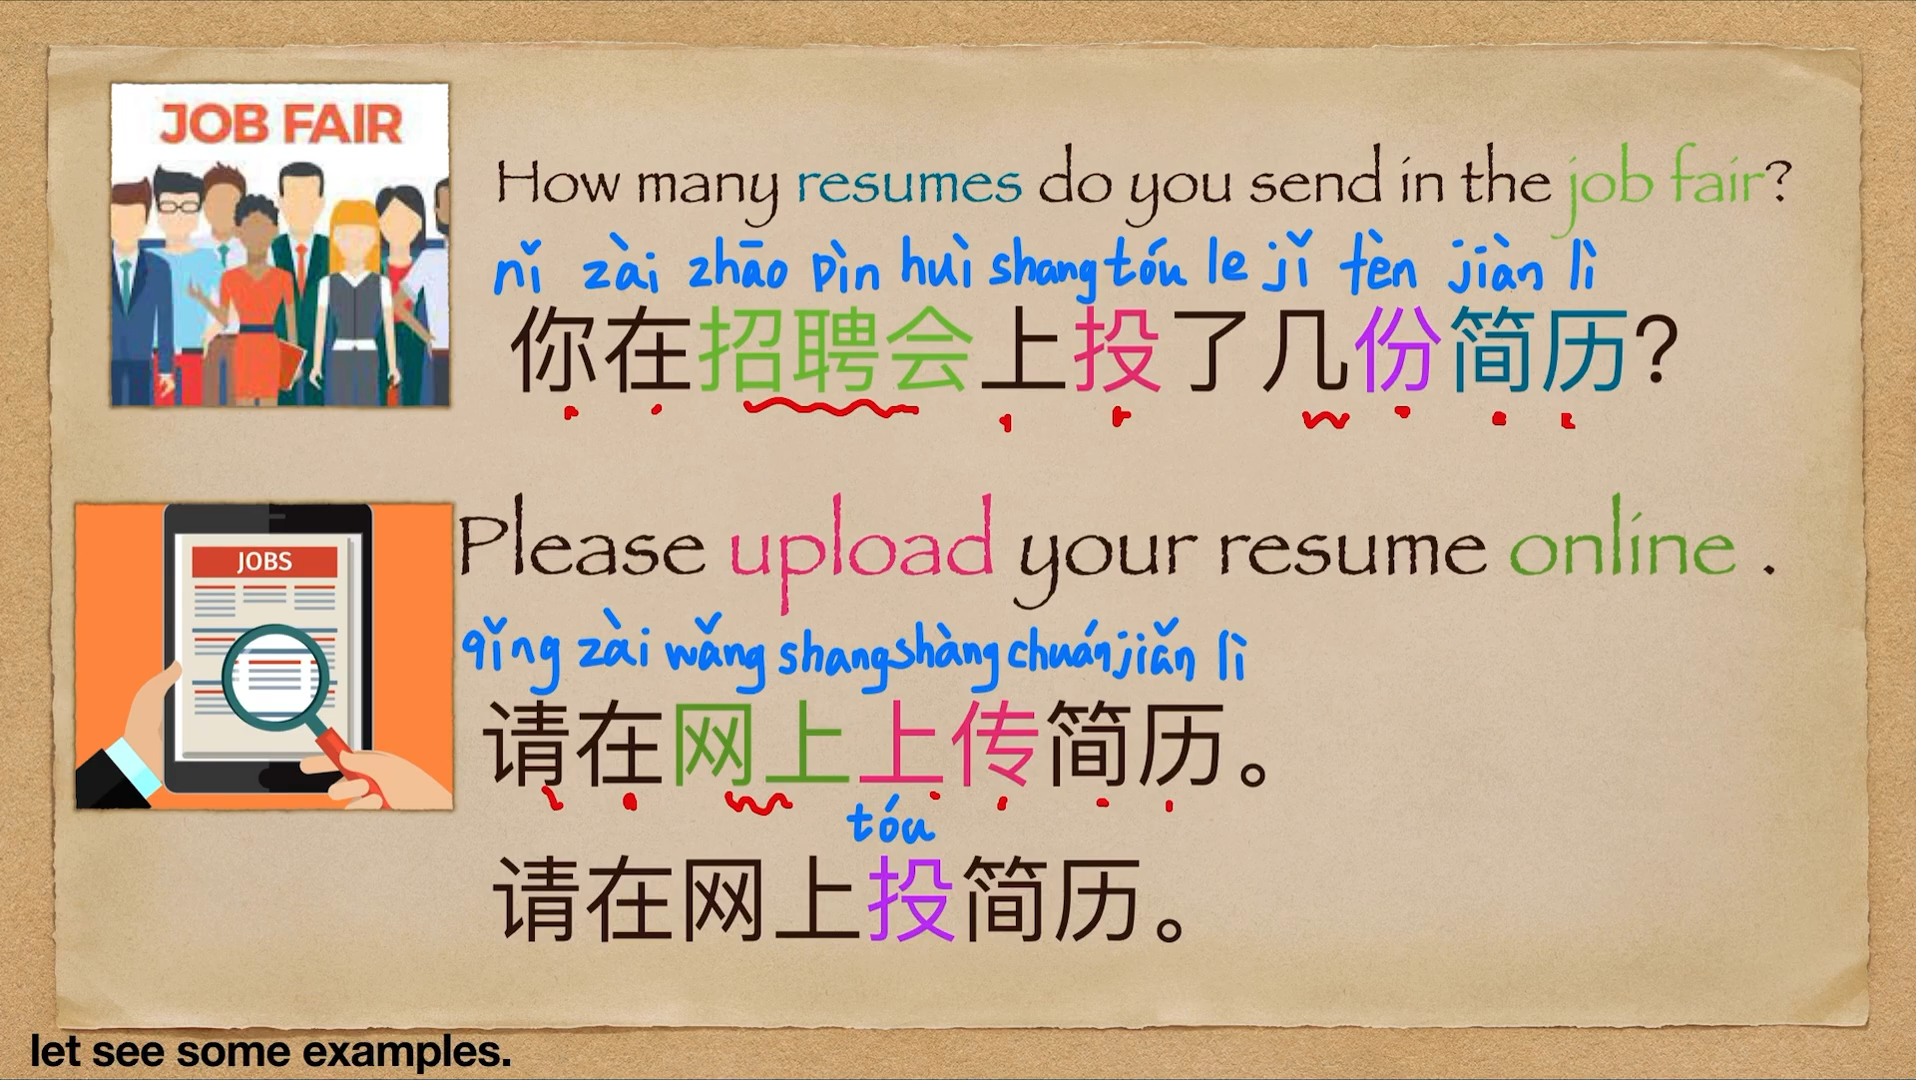 JOB FAIR
How many resumes do you send in the job fair?
nǐ zài zhāo pìn huì shang tóu le jǐ fèn jiàn lì
你在招聘会上投了几份简历?
JOBS
Please upload your resume online .
qǐng zài wǎng shang shàng chuán jiǎn lì
请在网上上传简历。
tóu
请在网上投简历。
let see some examples.